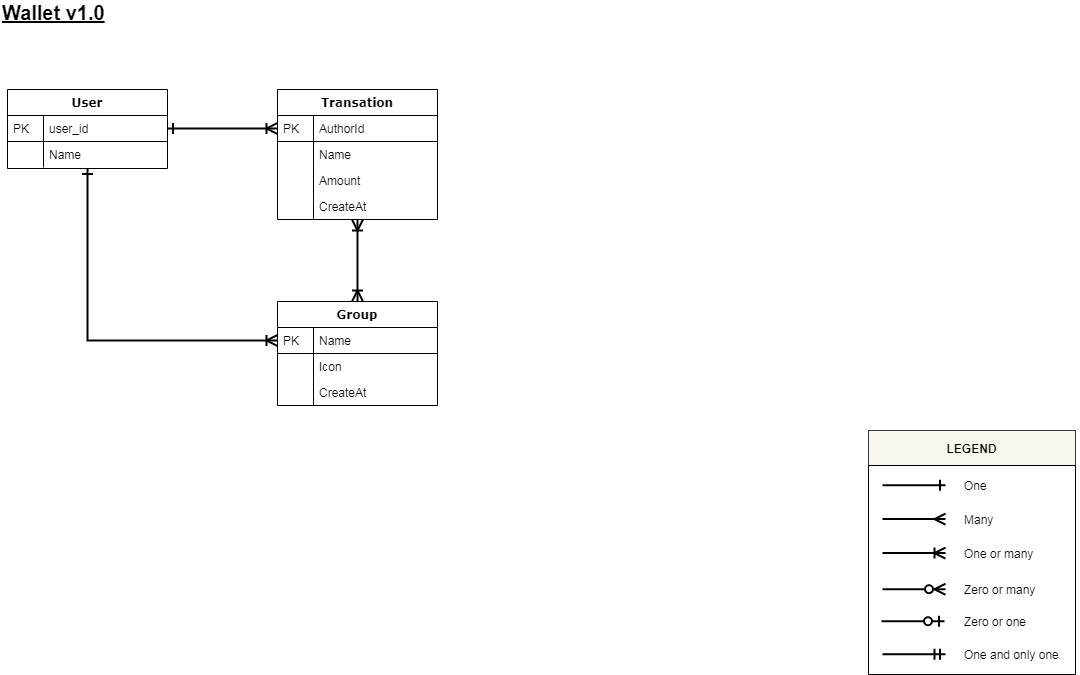 Wallet v1.0
User
PK user_id
Name
Transation
PK AuthorId
Name
Amount
CreateAt
Group
PK Name
Icon
CreateAt
LEGEND
One
Many
One or many
Zero or many
Zero or one
One and only one